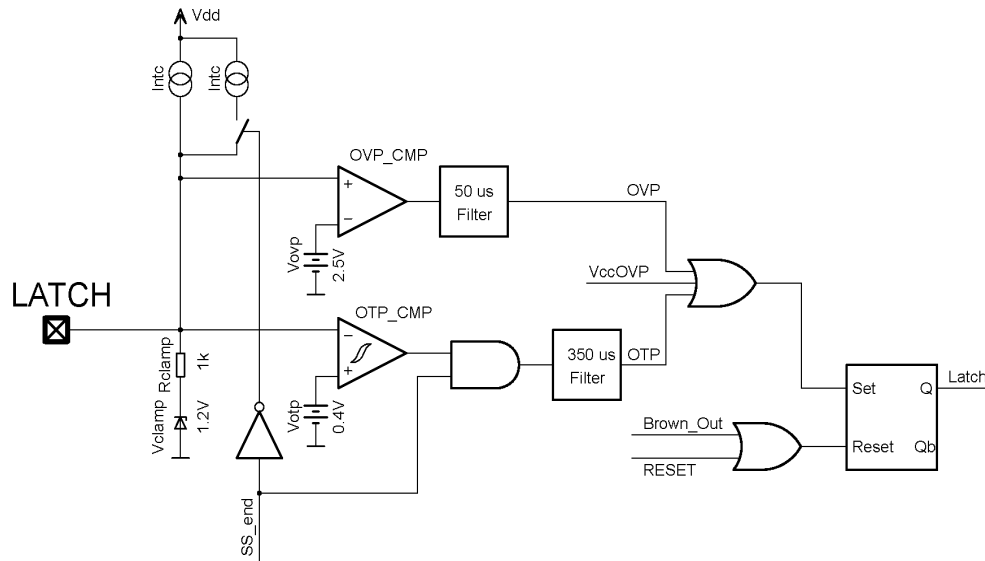 Vdd
Intc
Intc
OVP_CMP
+
−
50 us
Filter
OVP
Vovp
2.5V
VccOVP
LATCH
OTP_CMP
−
+
350 us
Filter
OTP
Rclamp
1k
Vclamp
1.2V
Votp
0.4V
Set
Q
Latch
Brown_Out
Reset
Qb
RESET
SS_end